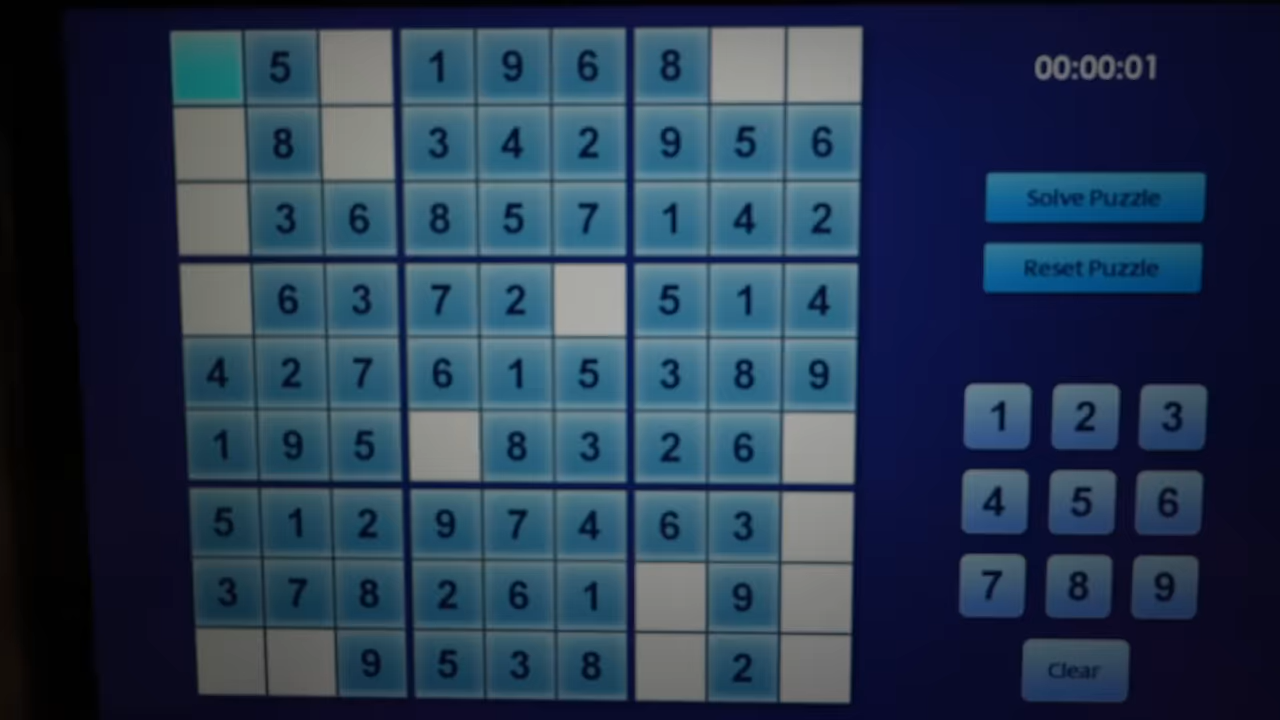 5 1 9 6 8
8 3 4 2 9 5 6
3 6 8 5 7 1 4 2
6 3 7 2 5 1 4
4 2 7 6 1 5 3 8 9
1 9 5 8 3 2 6
5 1 2 9 7 4 6 3
3 7 8 2 6 1 9
9 5 3 8 2
00:00:01
Solve Puzzle
Reset Puzzle
1 2 3
4 5 6
7 8 9
Clear